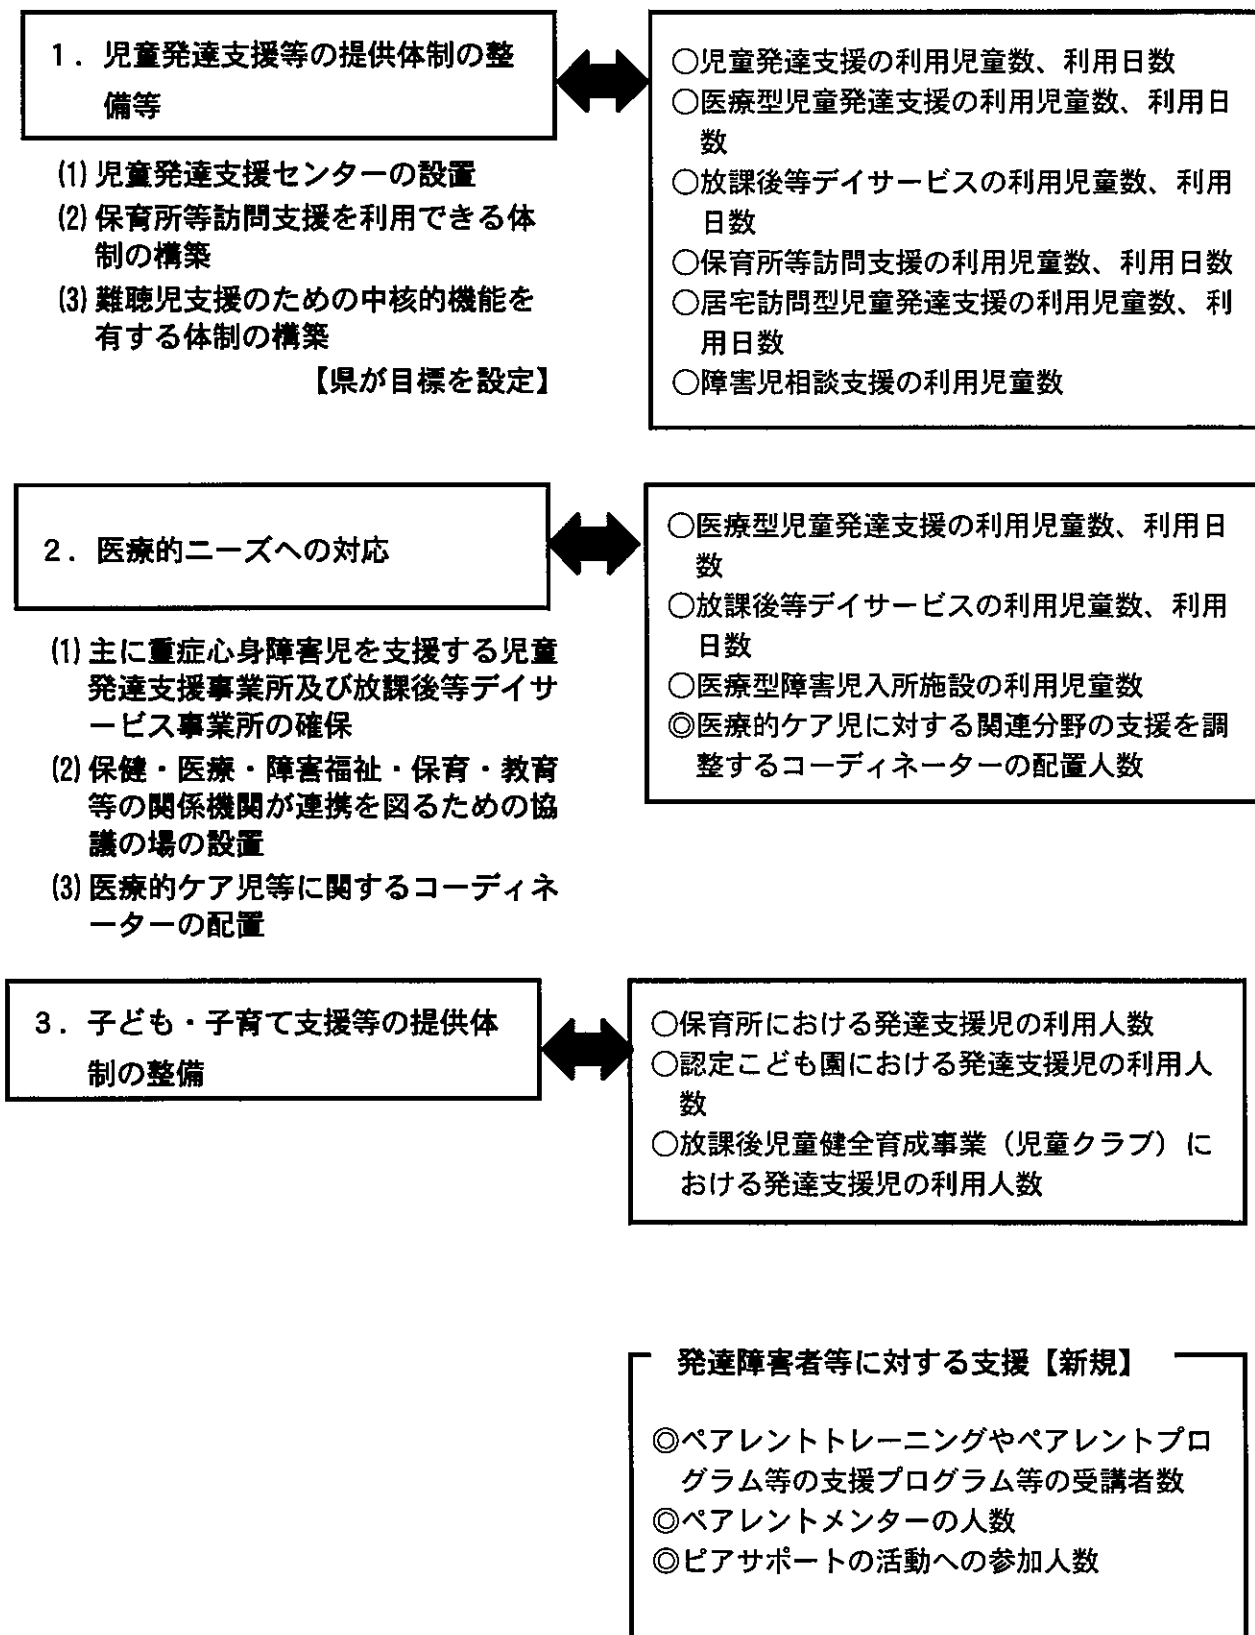 1．児童発達支援等の提供体制の整
備等
(1) 児童発達支援センターの設置
(2) 保育所等訪問支援を利用できる体
制の構築
(3) 難聴児支援のための中核的機能を
有する体制の構築
【県が目標を設定】
○児童発達支援の利用児童数、利用日数
○医療型児童発達支援の利用児童数、利用日
数
○放課後等デイサービスの利用児童数、利用
日数
○保育所等訪問支援の利用児童数、利用日数
○居宅訪問型児童発達支援の利用児童数、利
用日数
○障害児相談支援の利用児童数
2．医療的ニーズへの対応
(1) 主に重症心身障害児を支援する児童
発達支援事業所及び放課後等デイサ
ービス事業所の確保
(2) 保健・医療・障害福祉・保育・教育
等の関係機関が連携を図るための協
議の場の設置
(3) 医療的ケア児等に関するコーディネ
ーターの配置
○医療型児童発達支援の利用児童数、利用日
数
○放課後等デイサービスの利用児童数、利用
日数
○医療型障害児入所施設の利用児童数
◎医療的ケア児に対する関連分野の支援を調
整するコーディネーターの配置人数
3．子ども・子育て支援等の提供体
制の整備
○保育所における発達支援児の利用人数
○認定こども園における発達支援児の利用人
数
○放課後児童健全育成事業（児童クラブ）に
おける発達支援児の利用人数
発達障害者等に対する支援【新規】
◎ペアレントトレーニングやペアレントプロ
グラム等の支援プログラム等の受講者数
◎ペアレントメンターの人数
◎ピアサポートの活動への参加人数